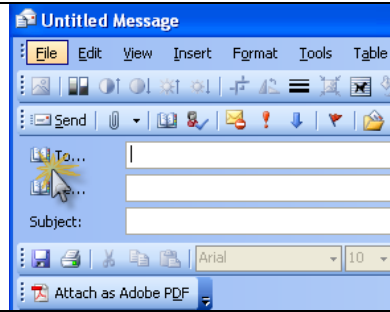 Untitled Message
File Edit View Insert Format Tools Table
Send
To...
Subject:
Arial 10
Attach as Adobe PDF